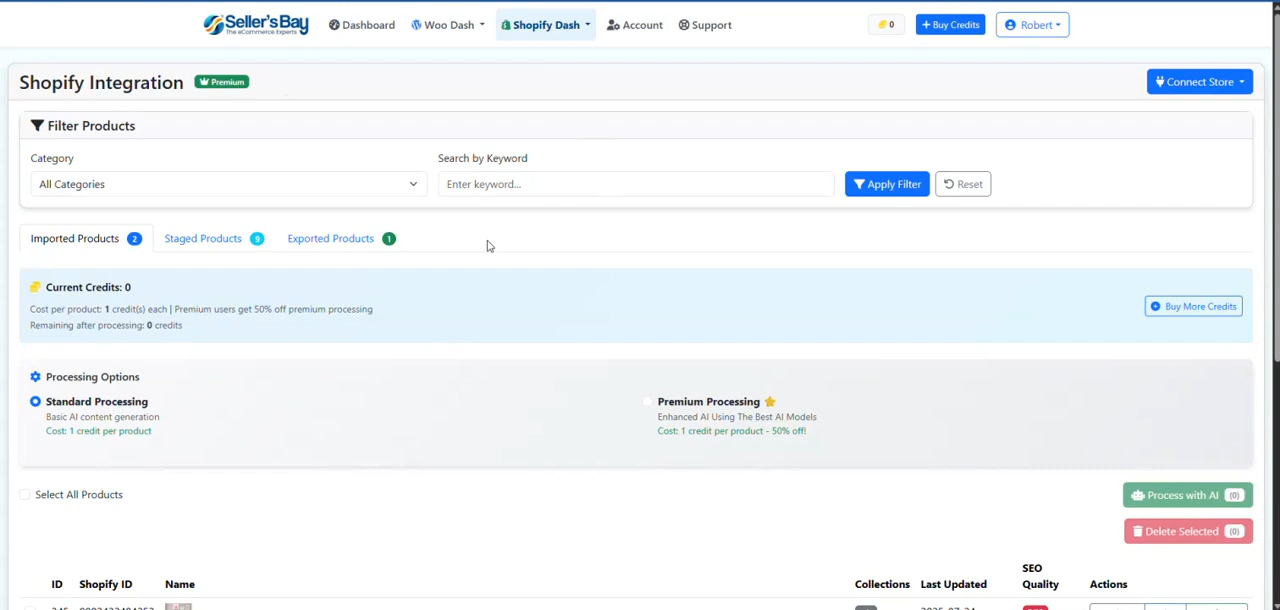 Seller's Bay
The eCommerce Experts
Dashboard
Woo Dash
Shopify Dash
Account
Support
0
+ Buy Credits
Robert
Shopify Integration
Premium
Connect Store
Filter Products
Category
Search by Keyword
All Categories
Enter keyword...
Apply Filter
Reset
Imported Products 2
Staged Products 9
Exported Products 1
Current Credits: 0
Cost per product: 1 credit(s) each | Premium users get 50% off premium processing
Remaining after processing: 0 credits
Buy More Credits
Processing Options
Standard Processing
Basic AI content generation
Cost: 1 credit per product
Premium Processing
Enhanced AI Using The Best AI Models
Cost: 1 credit per product - 50% off!
Select All Products
Process with AI (0)
Delete Selected (0)
ID
Shopify ID
Name
Collections
Last Updated
SEO Quality
Actions